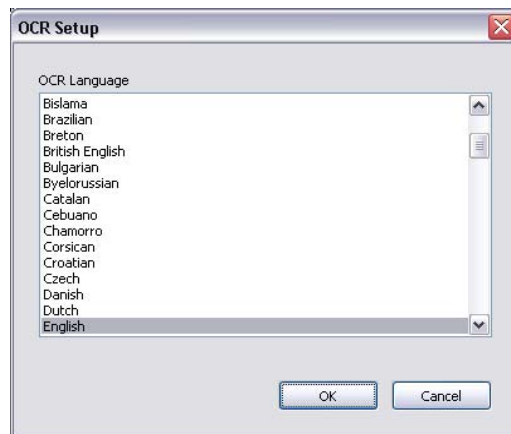 OCR Setup
OCR Language
Bislama
Brazilian
Breton
British English
Bulgarian
Byelorussian
Catalan
Cebuano
Chamorro
Corsican
Croatian
Czech
Danish
Dutch
English
OK Cancel